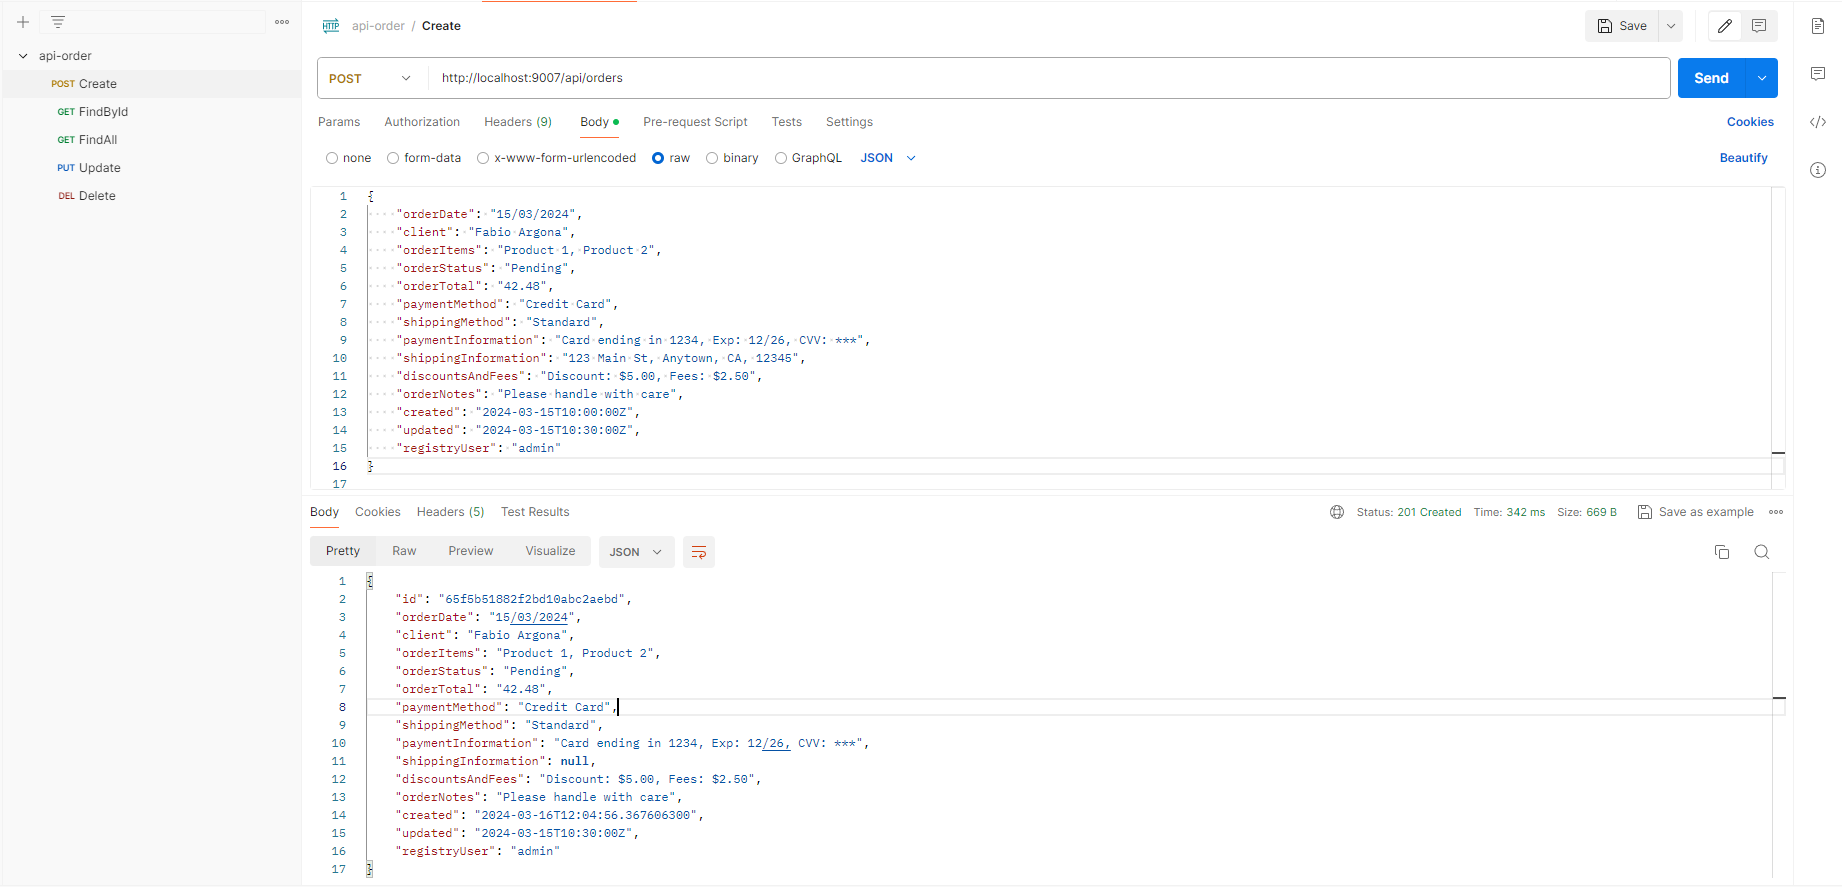 api-order / Create
Save
api-order
POST Create
GET FindById
GET FindAll
PUT Update
DEL Delete
POST http://localhost:9007/api/orders Send
Params Authorization Headers (9) Body Pre-request Script Tests Settings Cookies
none form-data x-www-form-urlencoded raw binary GraphQL JSON Beautify
1 {
2 "orderDate": "15/03/2024",
3 "client": "Fabio Argona",
4 "orderItems": "Product 1, Product 2",
5 "orderStatus": "Pending",
6 "orderTotal": "42.48",
7 "paymentMethod": "Credit Card",
8 "shippingMethod": "Standard",
9 "paymentInformation": "Card ending in 1234, Exp: 12/26, CVV: ***",
10 "shippingInformation": "123 Main St, Anytown, CA, 12345",
11 "discountsAndFees": "Discount: $5.00, Fees: $2.50",
12 "orderNotes": "Please handle with care",
13 "created": "2024-03-15T10:00:00Z",
14 "updated": "2024-03-15T10:30:00Z",
15 "registryUser": "admin"
16 }
17
Body Cookies Headers (5) Test Results Status: 201 Created Time: 342 ms Size: 669 B Save as example
Pretty Raw Preview Visualize JSON
1 {
2 "id": "65f5b51882f2bd10abc2aebd",
3 "orderDate": "15/03/2024",
4 "client": "Fabio Argona",
5 "orderItems": "Product 1, Product 2",
6 "orderStatus": "Pending",
7 "orderTotal": "42.48",
8 "paymentMethod": "Credit Card",
9 "shippingMethod": "Standard",
10 "paymentInformation": "Card ending in 1234, Exp: 12/26, CVV: ***",
11 "shippingInformation": null,
12 "discountsAndFees": "Discount: $5.00, Fees: $2.50",
13 "orderNotes": "Please handle with care",
14 "created": "2024-03-16T12:04:56.367606300",
15 "updated": "2024-03-15T10:30:00Z",
16 "registryUser": "admin"
17 }